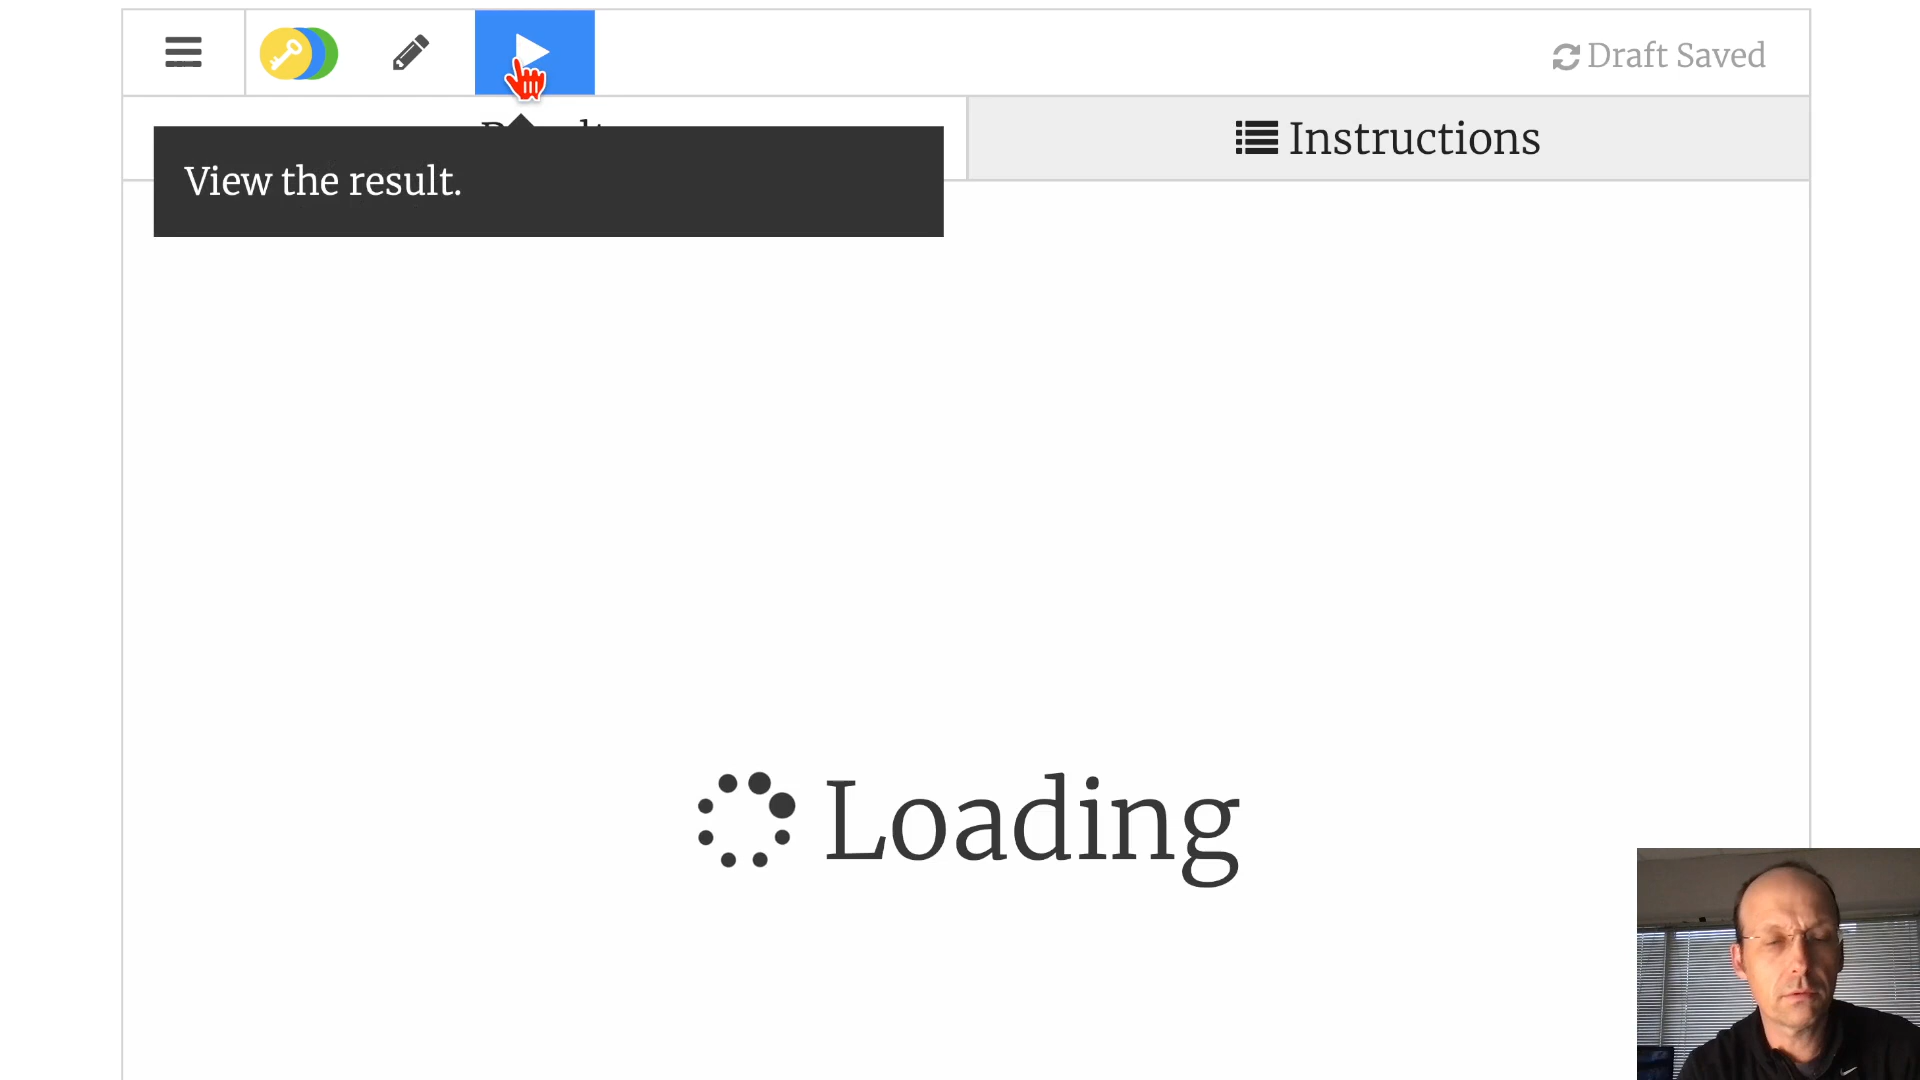 Draft Saved
Instructions
View the result.
Loading